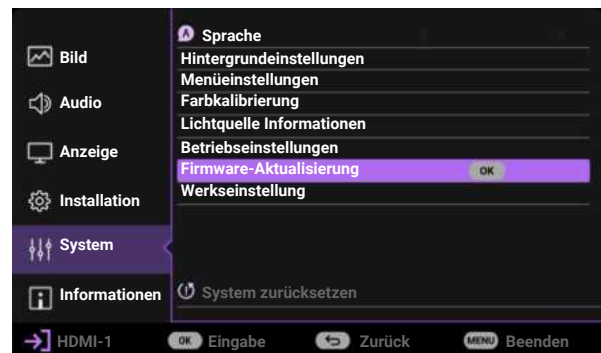 Bild
Audio
Anzeige
Installation
System
Informationen
Sprache
Hintergrundeinstellungen
Menüeinstellungen
Farbkalibrierung
Lichtquelle Informationen
Betriebseinstellungen
Firmware-Aktualisierung OK
Werkseinstellung
System zurücksetzen
HDMI-1 OK Eingabe Zurück MENU Beenden